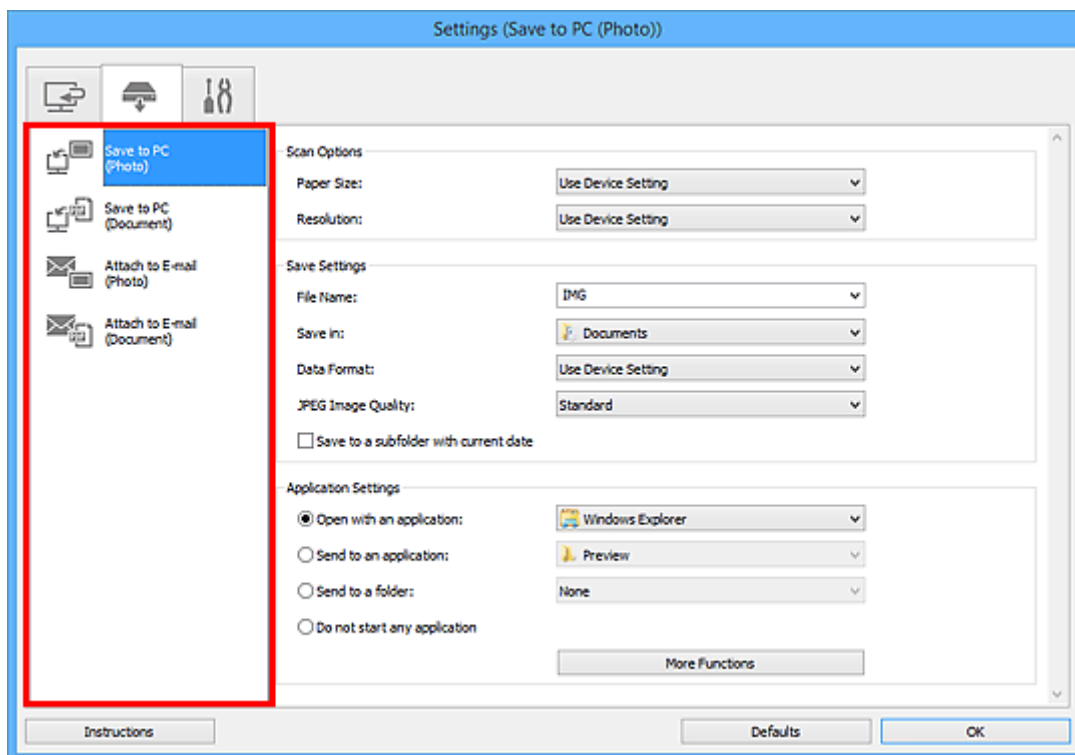 Settings (Save to PC (Photo))
Save to PC
(Photo)
Save to PC
(Document)
Attach to E-mail
(Photo)
Attach to E-mail
(Document)
Scan Options
Paper Size: Use Device Setting
Resolution: Use Device Setting
Save Settings
File Name: IMG
Save in: Documents
Data Format: Use Device Setting
JPEG Image Quality: Standard
Save to a subfolder with current date
Application Settings
Open with an application: Windows Explorer
Send to an application: Preview
Send to a folder: None
Do not start any application
More Functions
Instructions Defaults OK